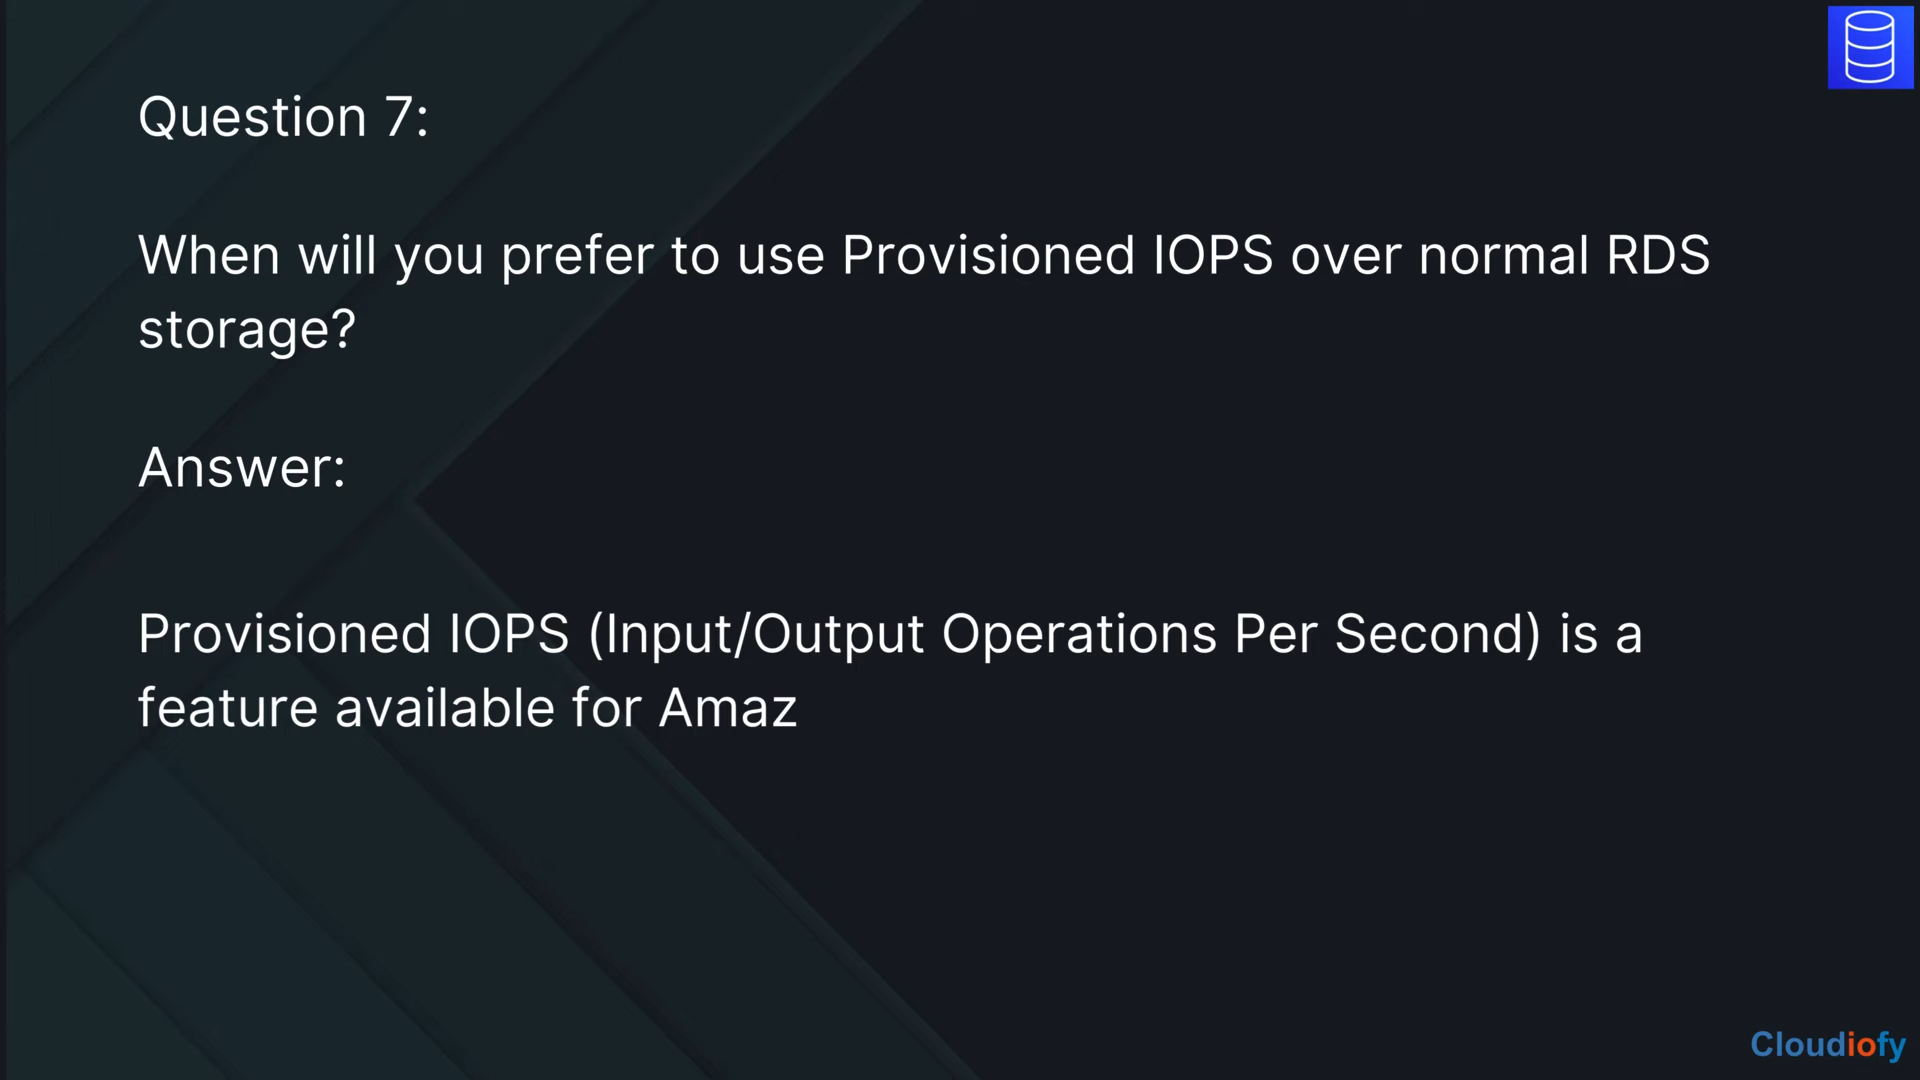 Question 7:
When will you prefer to use Provisioned IOPS over normal RDS
storage?
Answer:
Provisioned IOPS (Input/Output Operations Per Second) is a
feature available for Amaz
Cloudiofy